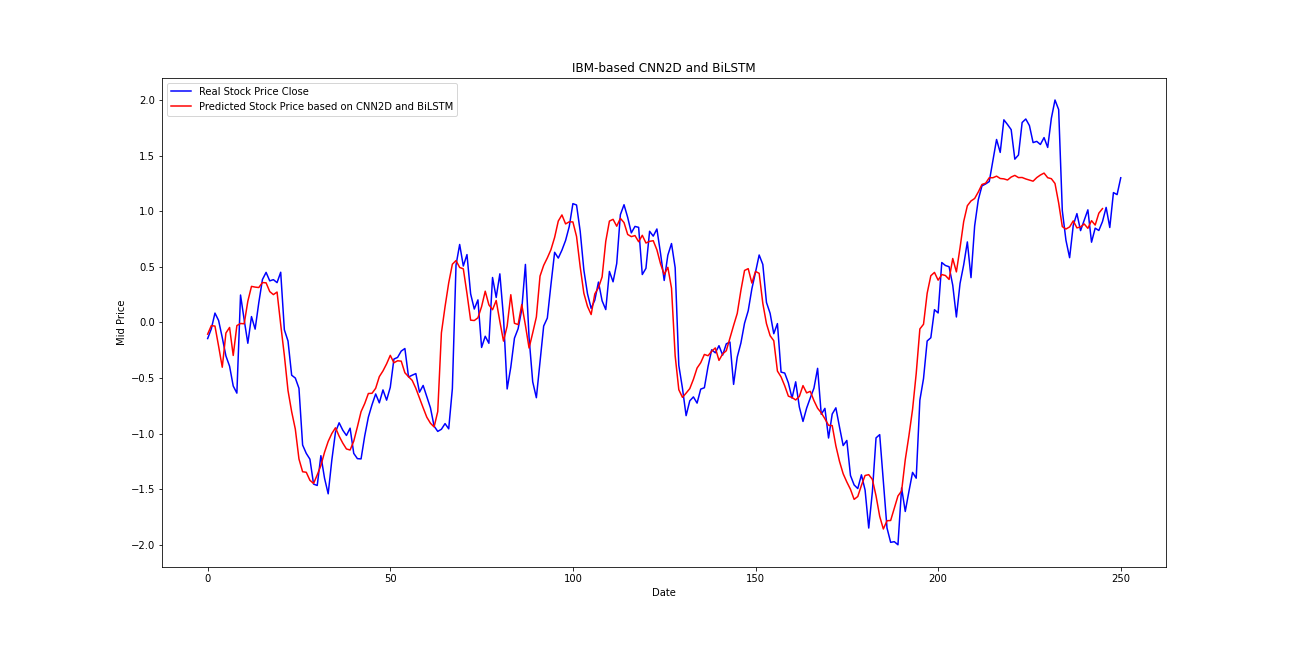 IBM-based CNN2D and BiLSTM
Real Stock Price Close
Predicted Stock Price based on CNN2D and BiLSTM
2.0
1.5
1.0
0.5
0.0
−0.5
−1.0
−1.5
−2.0
Mid Price
0 50 100 150 200 250
Date